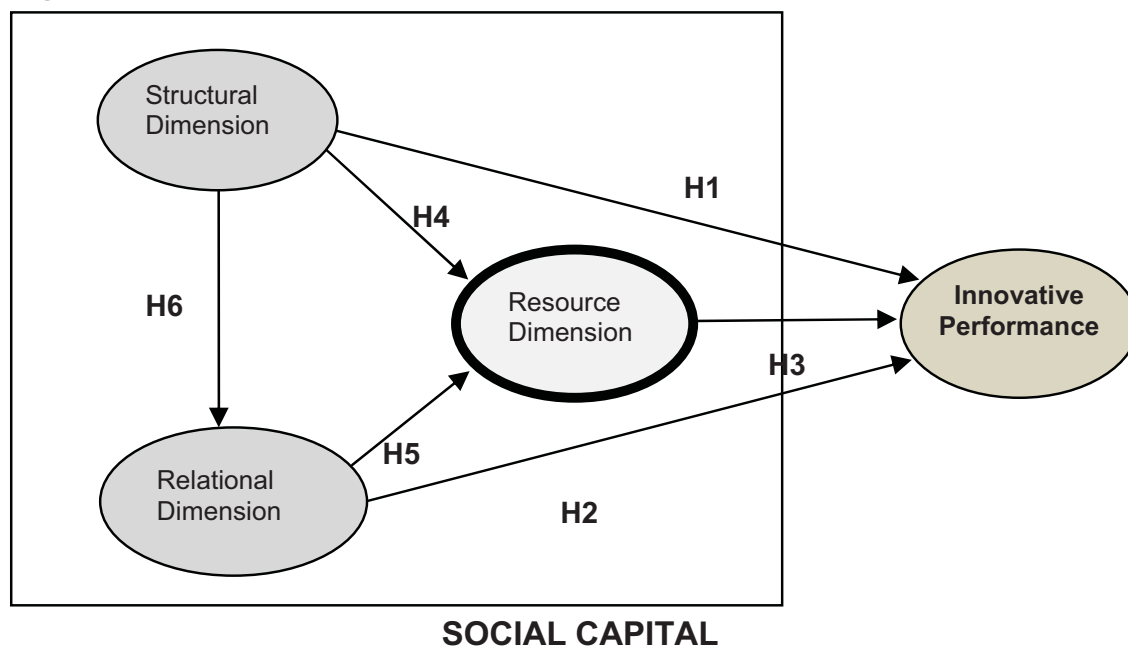 Structural
Dimension
H1
H4
H6
Resource
Dimension
Innovative
Performance
H3
H5
Relational
Dimension
H2
SOCIAL CAPITAL